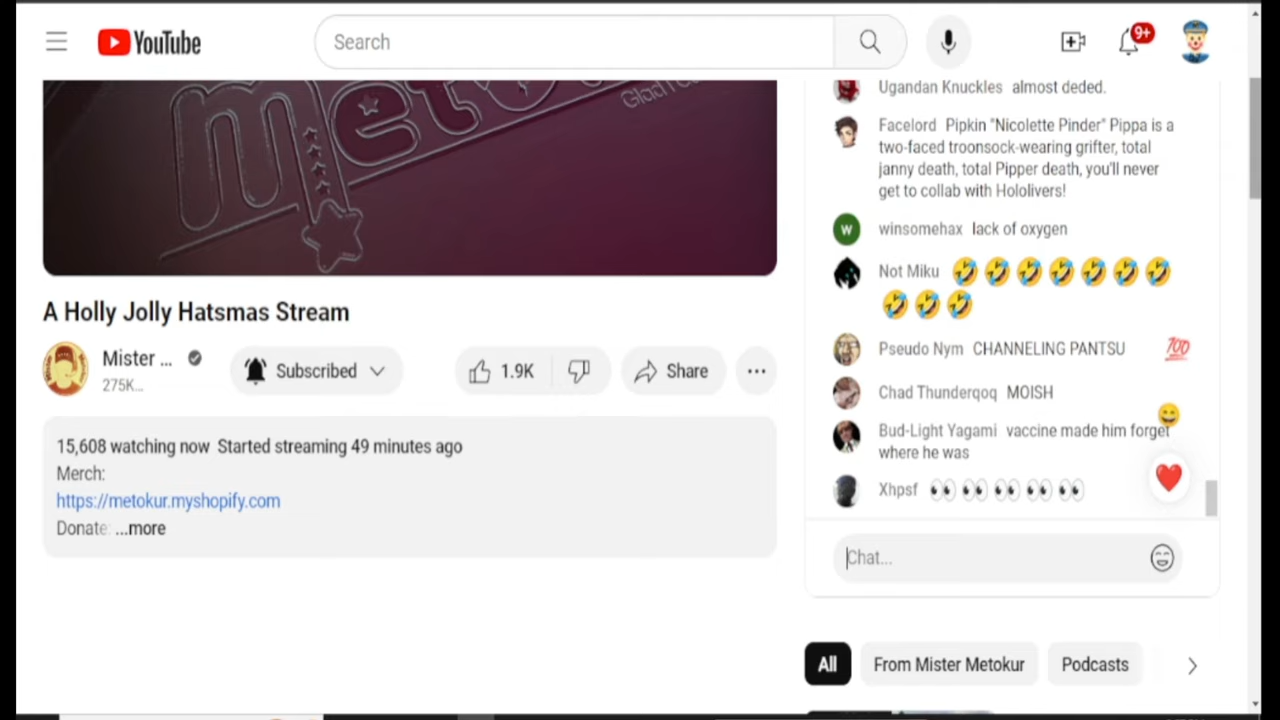 YouTube
Search
9+
Metok
GladTo
A Holly Jolly Hatsmas Stream
Mister ...
275K...
Subscribed
1.9K
Share
15,608 watching now Started streaming 49 minutes ago
Merch:
https://metokur.myshopify.com
Donate: ...more
Ugandan Knuckles almost deded.
Facelord Pipkin "Nicolette Pinder" Pippa is a
two-faced troonsock-wearing grifter, total
janny death, total Pipper death, you'll never
get to collab with Hololivers!
W winsomehax lack of oxygen
Not Miku 🤣🤣🤣🤣🤣🤣🤣
🤣🤣🤣
Pseudo Nym CHANNELING PANTSU 💯
Chad Thunderqoq MOISH
Bud-Light Yagami vaccine made him forget
where he was
Xhpsf 👀👀👀👀👀
Chat...
All From Mister Metokur Podcasts